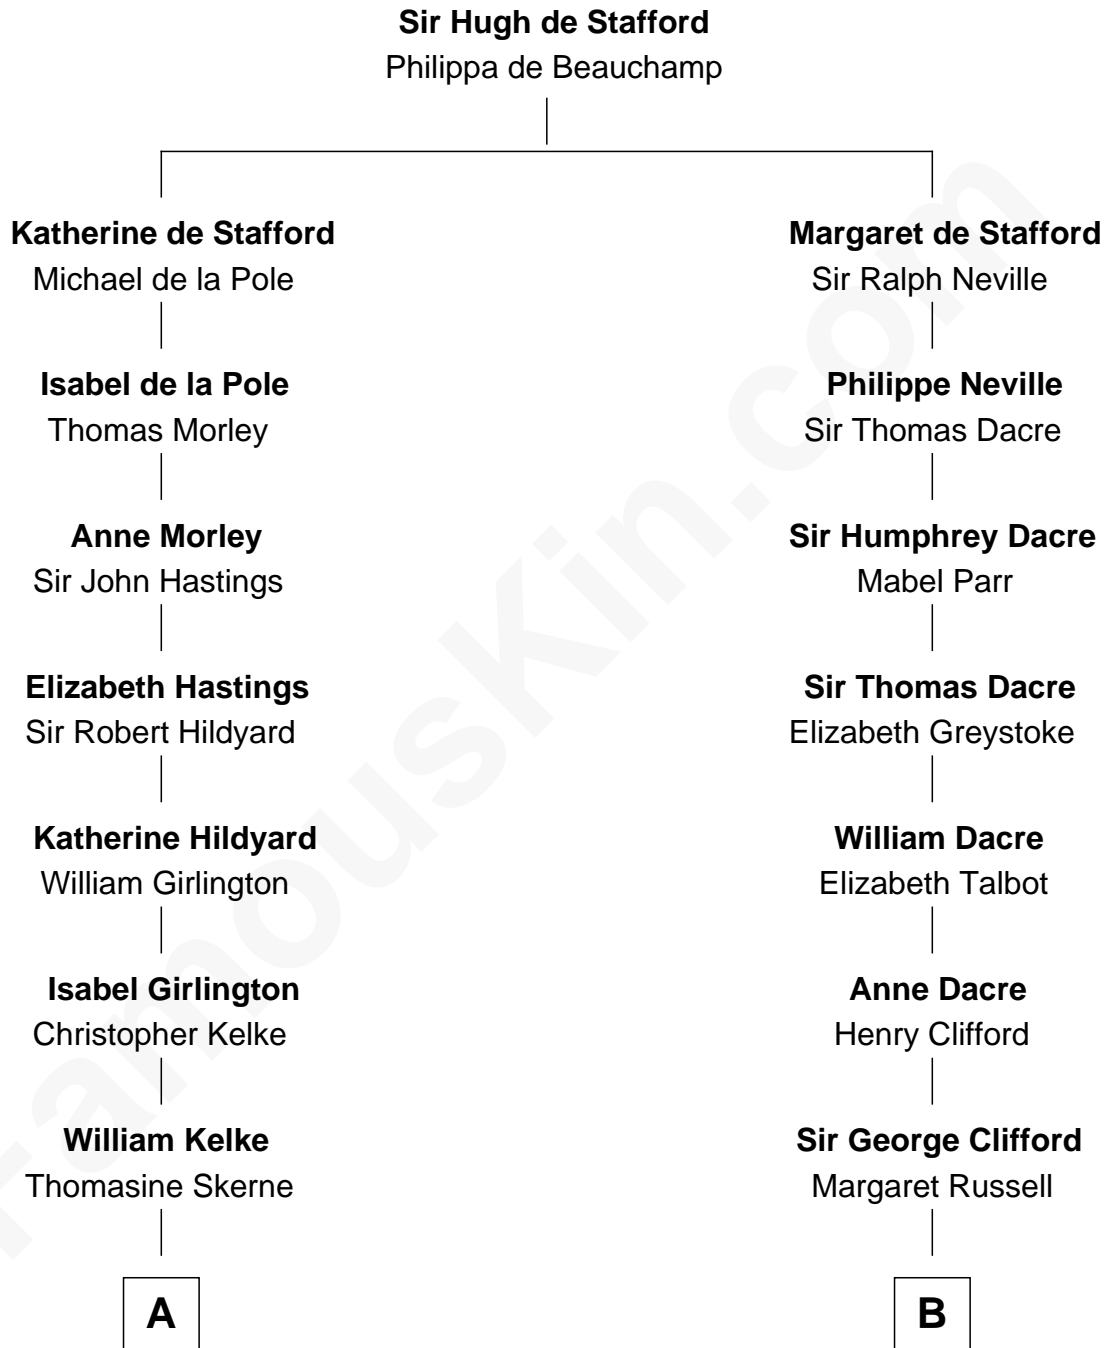 Sir Hugh de Stafford
Philippa de Beauchamp
Katherine de Stafford
Michael de la Pole
Margaret de Stafford
Sir Ralph Neville
Isabel de la Pole
Thomas Morley
Philippe Neville
Sir Thomas Dacre
Anne Morley
Sir John Hastings
Sir Humphrey Dacre
Mabel Parr
Elizabeth Hastings
Sir Robert Hildyard
Sir Thomas Dacre
Elizabeth Greystoke
Katherine Hildyard
William Girlington
William Dacre
Elizabeth Talbot
Isabel Girlington
Christopher Kelke
Anne Dacre
Henry Clifford
William Kelke
Thomasine Skerne
Sir George Clifford
Margaret Russell
A
B
FamousKin.com